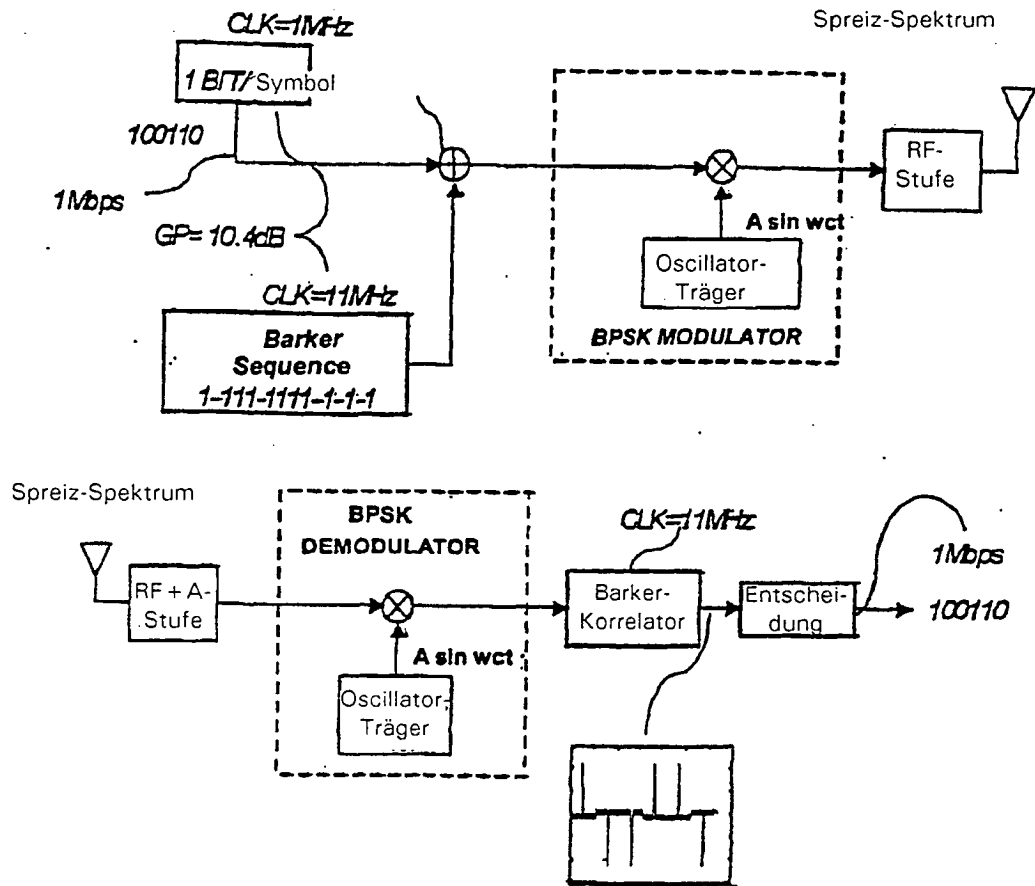 CLK=1MHz
Spreiz-Spektrum
1 BIT/ Symbol
100110
1Mbps
GP=10.4dB
RF-
Stufe
A sin wct
Oscillator-
Träger
CLK=11MHz
BPSK MODULATOR
Barker
Sequence
1-111-1111-1-1-1
Spreiz-Spektrum
BPSK
DEMODULATOR
CLK=11MHz
1Mbps
RF + A-
Stufe
Barker-
Korrelator
Entschei-
dung
100110
A sin wct
Oscillator-
Träger